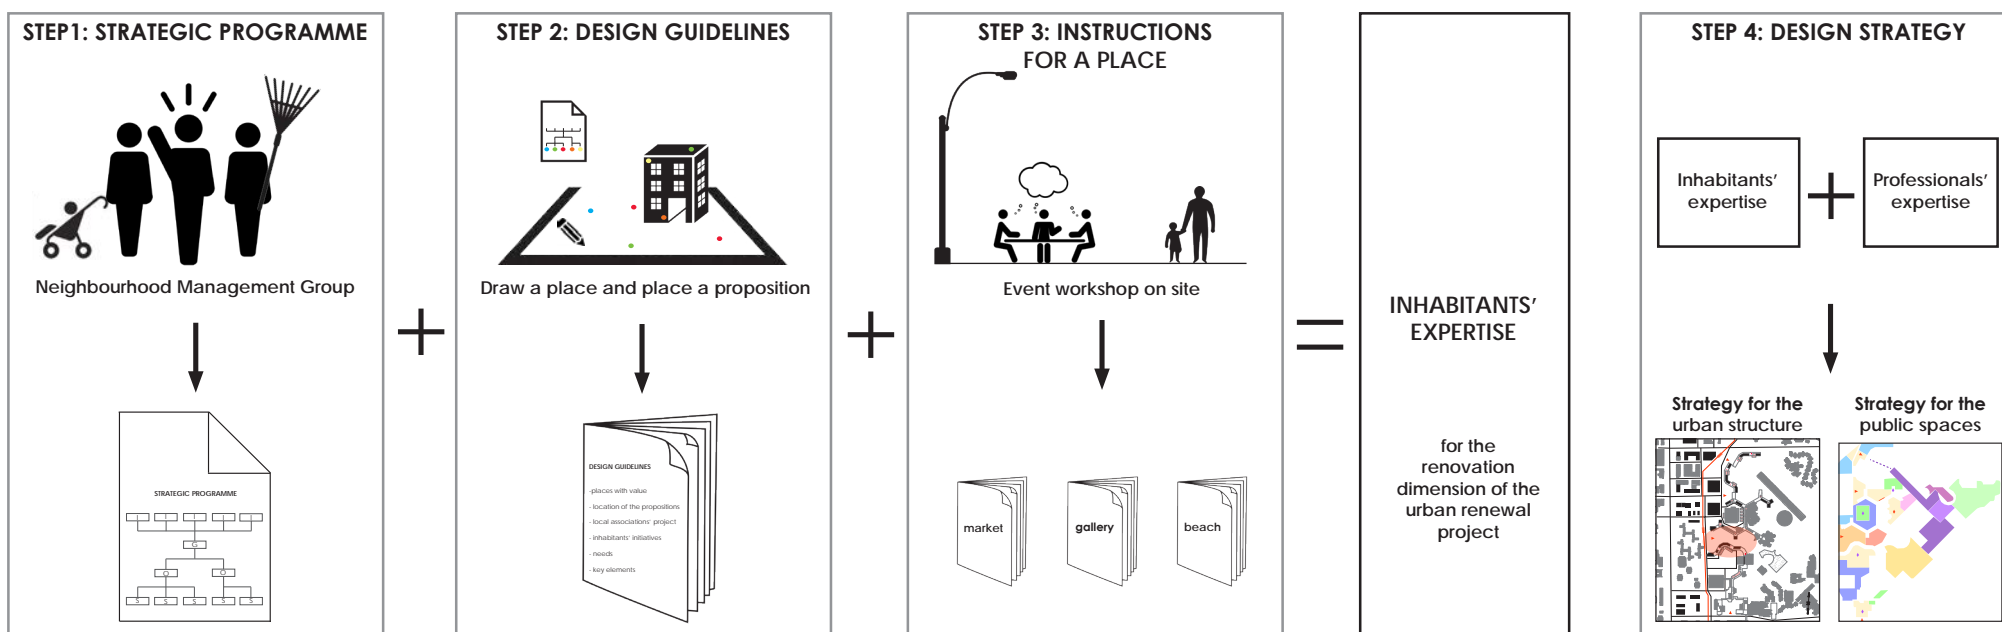 STEP1: STRATEGIC PROGRAMME
Neighbourhood Management Group
STRATEGIC PROGRAMME
I I I I I
G
O O
S S S S S
STEP 2: DESIGN GUIDELINES
Draw a place and place a proposition
DESIGN GUIDELINES
-places with value
- location of the propositions
- local associations' project
- inhabitants' initiatives
- needs
- key elements
STEP 3: INSTRUCTIONS
FOR A PLACE
Event workshop on site
market
gallery
beach
INHABITANTS’
EXPERTISE
for the
renovation
dimension of the
urban renewal
project
STEP 4: DESIGN STRATEGY
Inhabitants’
expertise
Professionals’
expertise
Strategy for the
urban structure
Strategy for the
public spaces